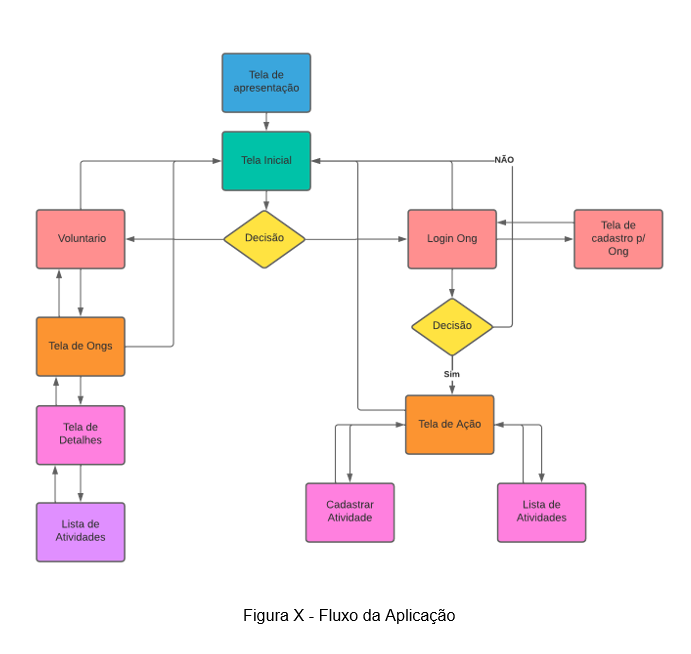 Tela de
apresentação
Tela Inicial
NÃO
Voluntario
Decisão
Login Ong
Tela de
cadastro p/
Ong
Decisão
Tela de Ongs
Sim
Tela de
Detalhes
Tela de Ação
Lista de
Atividades
Cadastrar
Atividade
Lista de
Atividades
Figura X - Fluxo da Aplicação